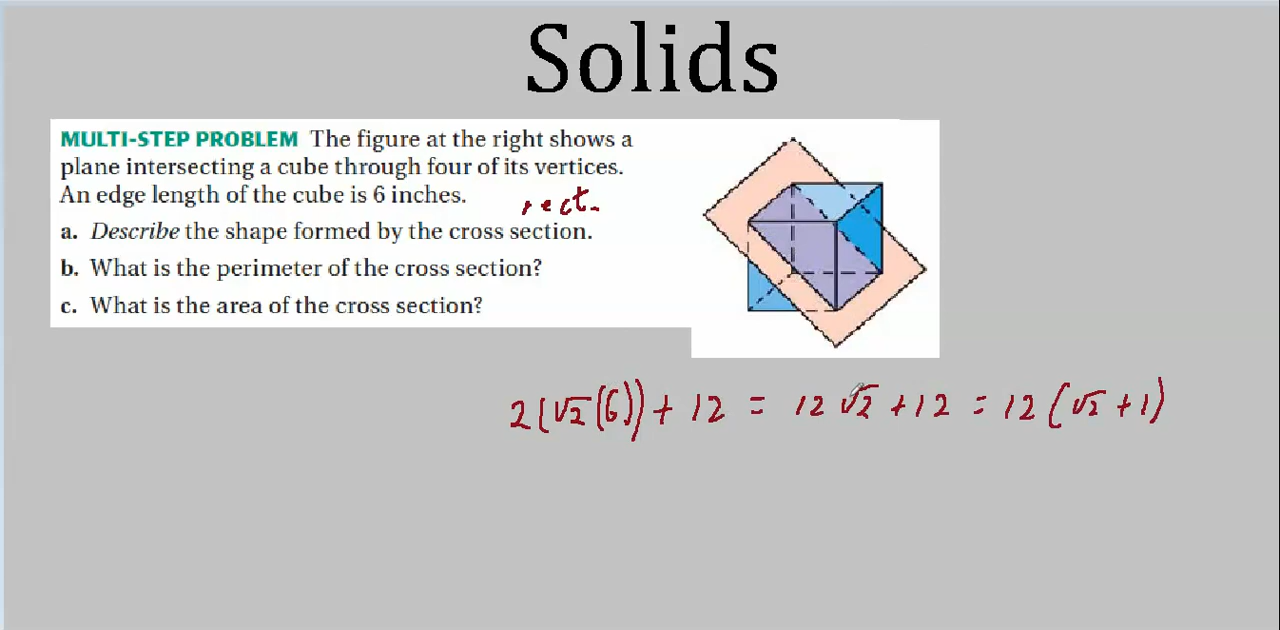 Solids
MULTI-STEP PROBLEM The figure at the right shows a
plane intersecting a cube through four of its vertices.
An edge length of the cube is 6 inches.
rect.
a. Describe the shape formed by the cross section.
b. What is the perimeter of the cross section?
c. What is the area of the cross section?
2(√2(6))+12 = 12√2+12 = 12(√2+1)